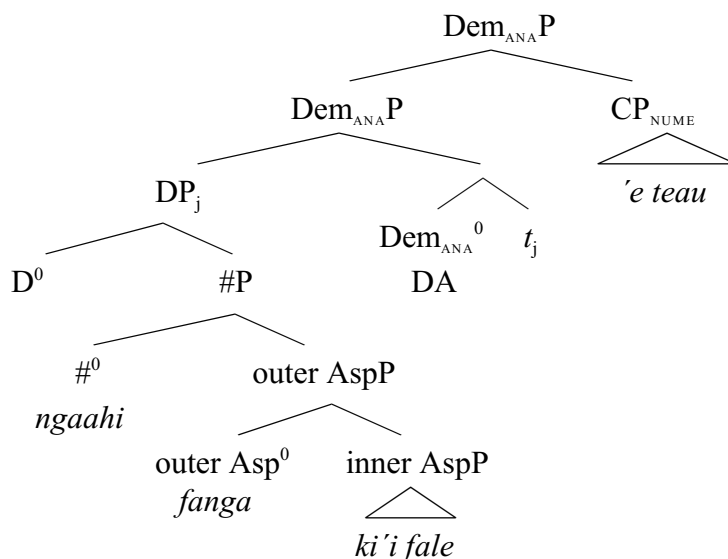 Dem_ANA P
Dem_ANA P CP_NUME
DP_j ´e teau
Dem_ANA^0 t_j
D^0 #P DA
#^0 outer AspP
ngaahi
outer Asp^0 inner AspP
fanga
ki´i fale